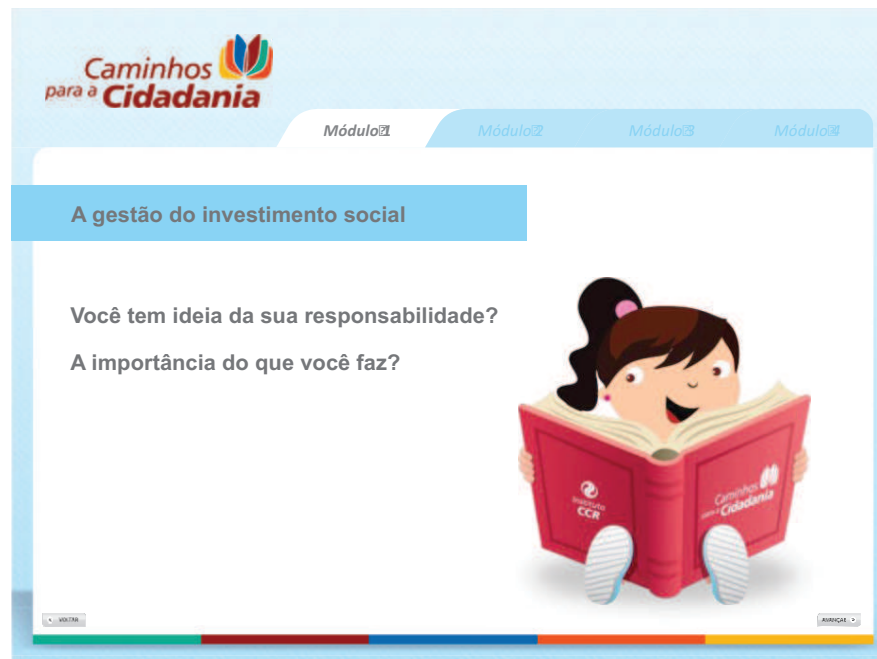 Caminhos
para a Cidadania
Módulo 1
Módulo 2
Módulo 3
Módulo 4
A gestão do investimento social
Você tem ideia da sua responsabilidade?
A importância do que você faz?
Instituto
CCR
Caminhos
para a Cidadania
VOLTAR
AVANÇAR